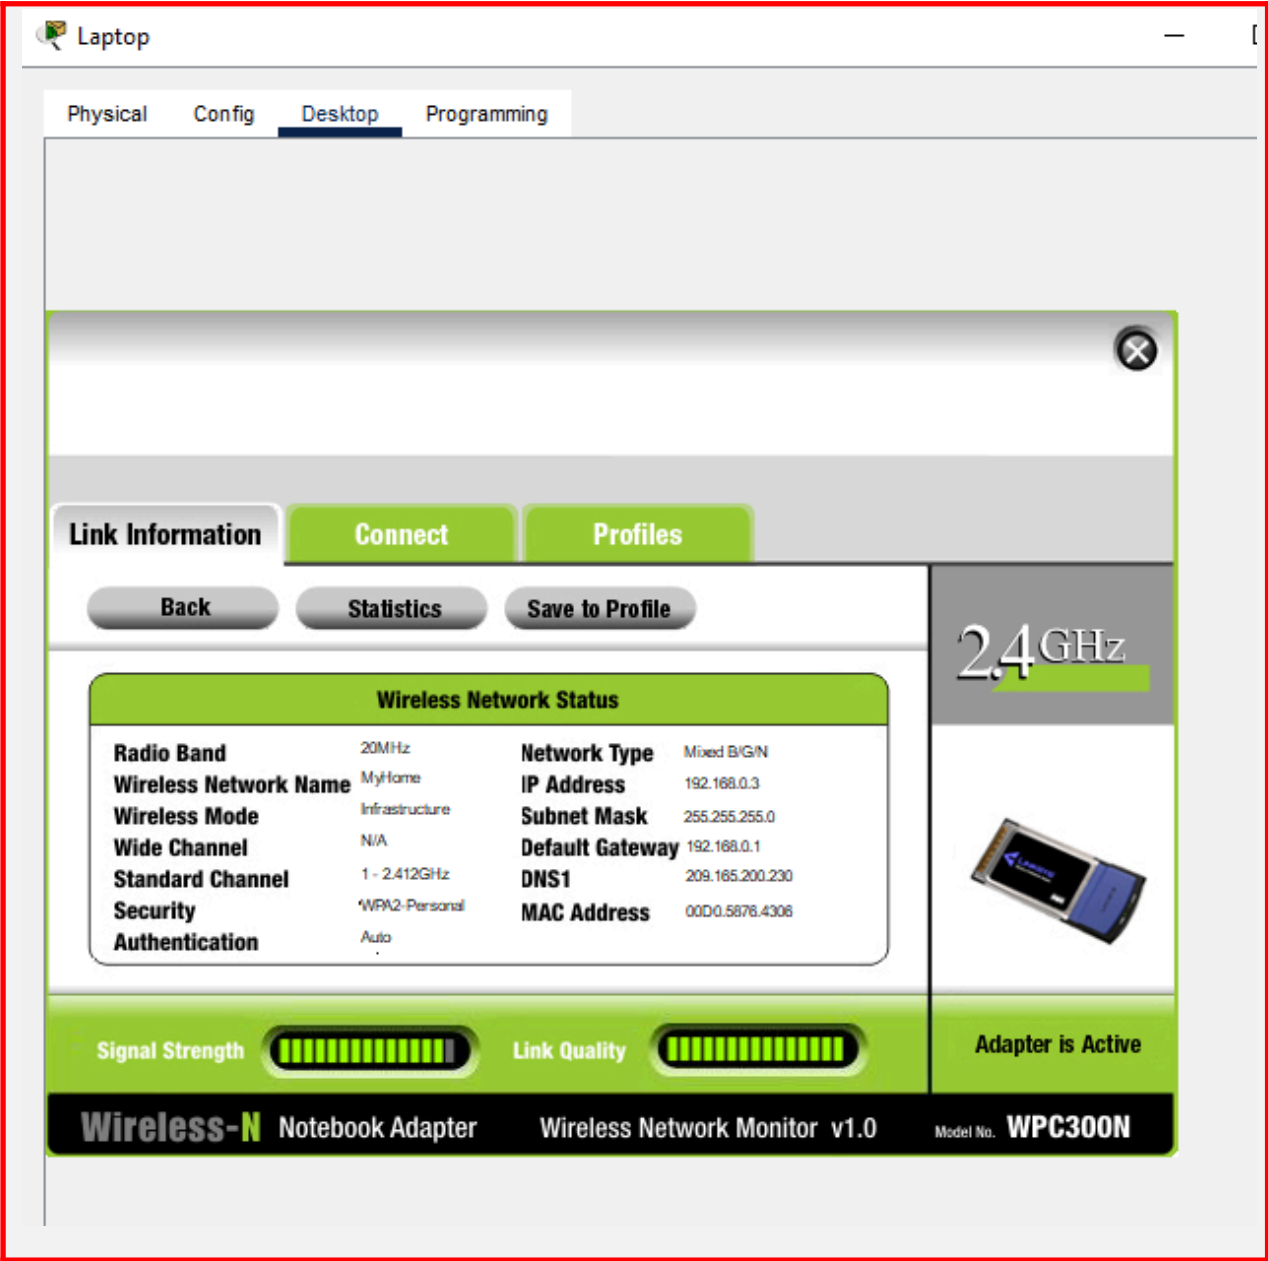 Laptop
Physical Config Desktop Programming
Link Information Connect Profiles
Back Statistics Save to Profile
2.4GHz
Wireless Network Status
Radio Band 20MHz Network Type Mixed B/G/N
Wireless Network Name MyHome IP Address 192.168.0.3
Wireless Mode Infrastructure Subnet Mask 255.255.255.0
Wide Channel N/A Default Gateway 192.168.0.1
Standard Channel 1 - 2.412GHz DNS1 209.165.200.230
Security WPA2-Personal MAC Address 00D0.5876.4306
Authentication Auto
Signal Strength Link Quality Adapter is Active
Wireless-N Notebook Adapter Wireless Network Monitor v1.0 Model No. WPC300N